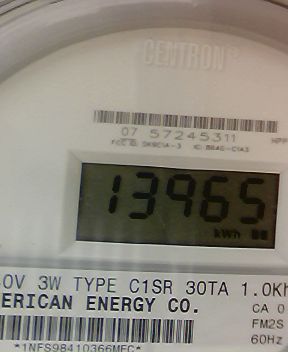 CENTRON®
07 57245311
13965
kWh
0V 3W TYPE C1SR 30TA 1.0Kh
ERICAN ENERGY CO.
CA 0
FM2S
60Hz
*1NFS98410366MFC*